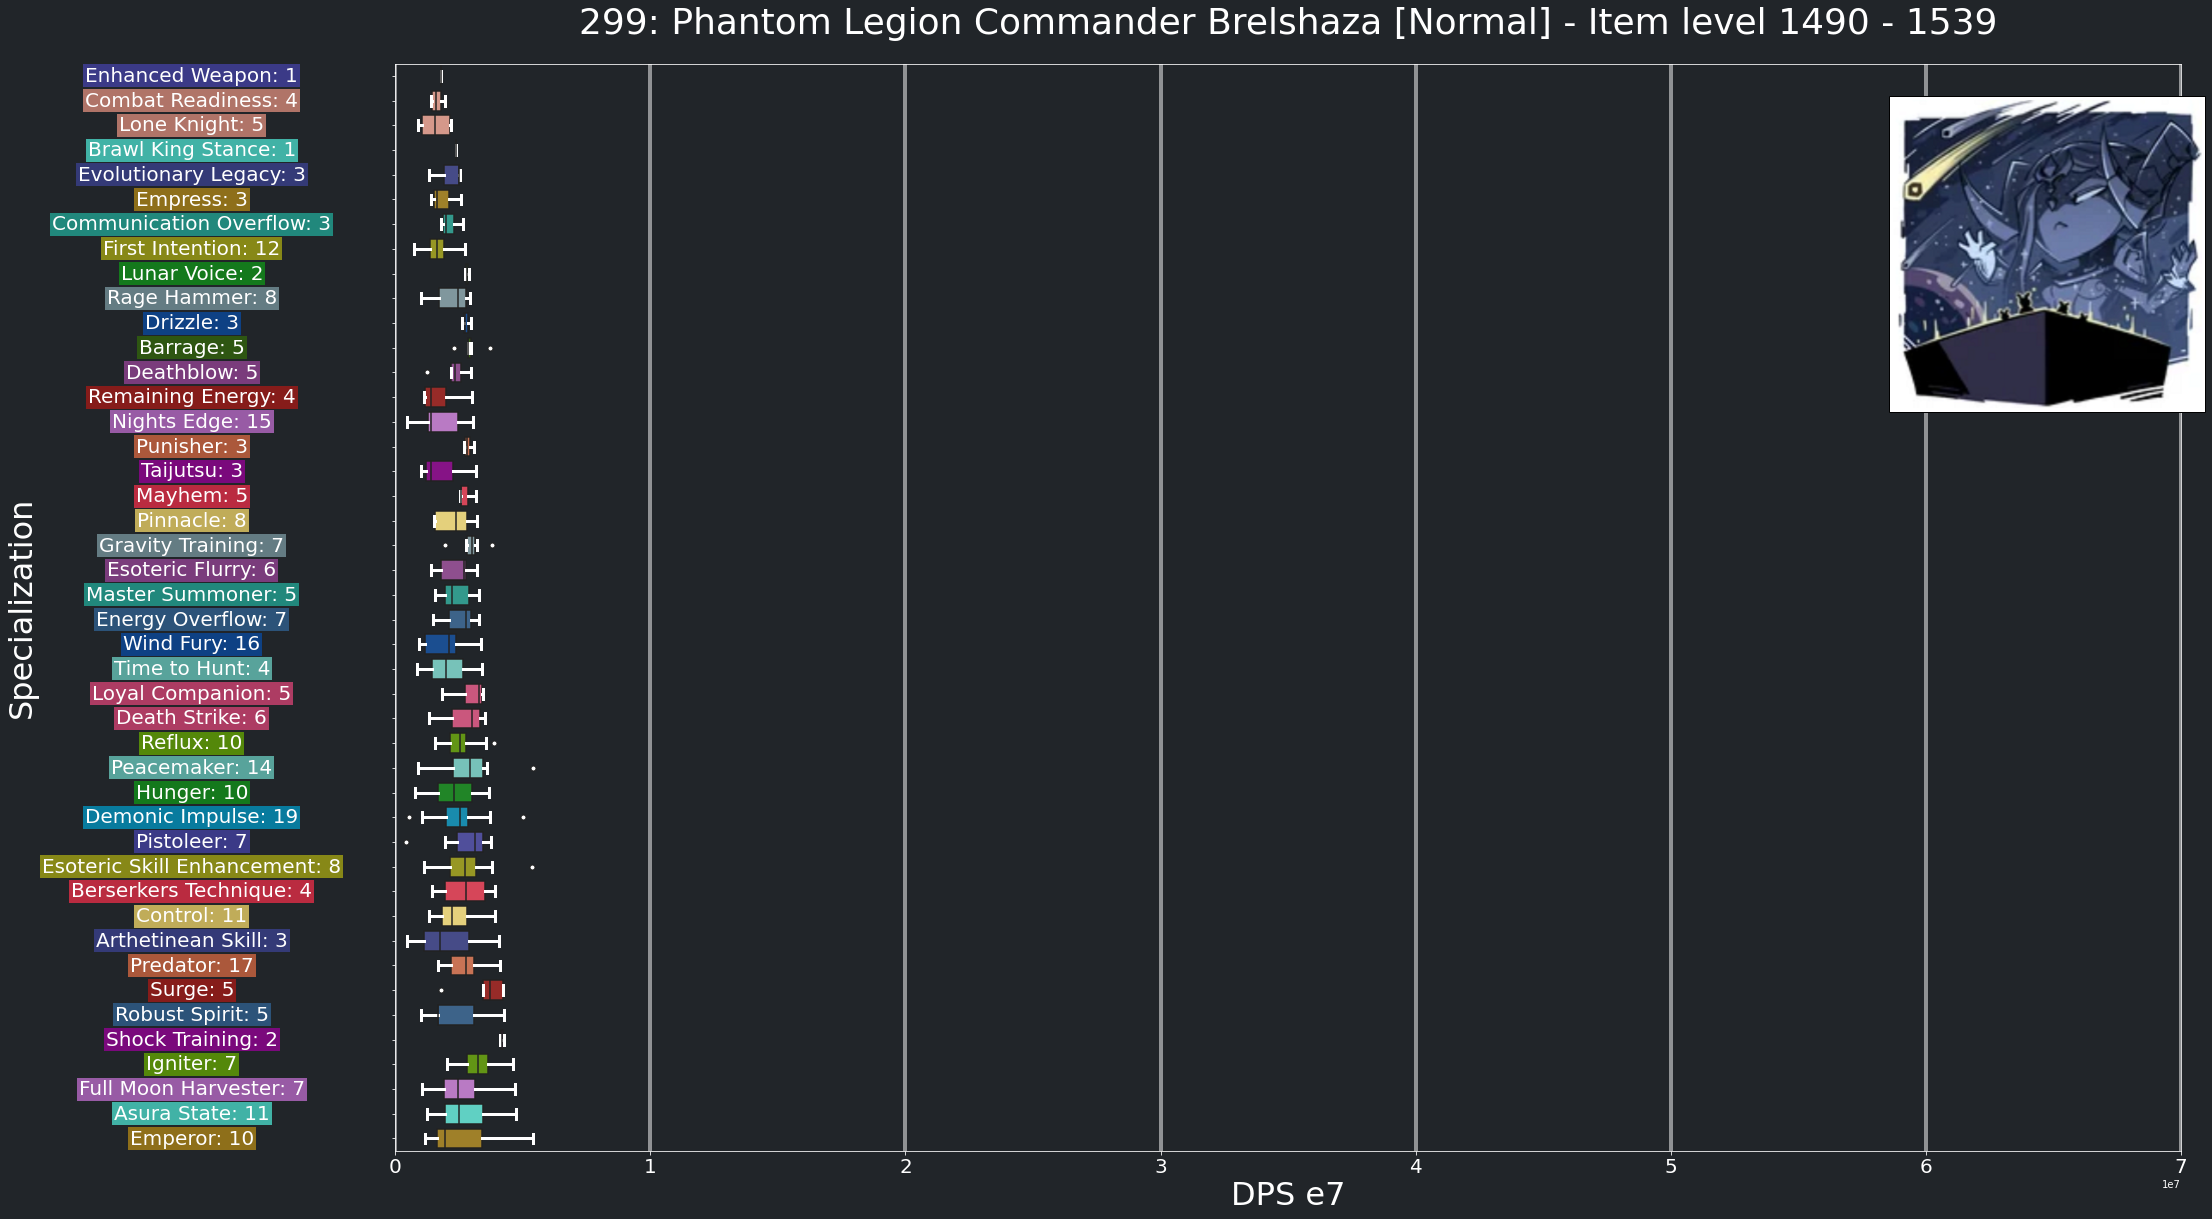 299: Phantom Legion Commander Brelshaza [Normal] - Item level 1490 - 1539
Specialization
Enhanced Weapon: 1
Combat Readiness: 4
Lone Knight: 5
Brawl King Stance: 1
Evolutionary Legacy: 3
Empress: 3
Communication Overflow: 3
First Intention: 12
Lunar Voice: 2
Rage Hammer: 8
Drizzle: 3
Barrage: 5
Deathblow: 5
Remaining Energy: 4
Nights Edge: 15
Punisher: 3
Taijutsu: 3
Mayhem: 5
Pinnacle: 8
Gravity Training: 7
Esoteric Flurry: 6
Master Summoner: 5
Energy Overflow: 7
Wind Fury: 16
Time to Hunt: 4
Loyal Companion: 5
Death Strike: 6
Reflux: 10
Peacemaker: 14
Hunger: 10
Demonic Impulse: 19
Pistoleer: 7
Esoteric Skill Enhancement: 8
Berserkers Technique: 4
Control: 11
Arthetinean Skill: 3
Predator: 17
Surge: 5
Robust Spirit: 5
Shock Training: 2
Igniter: 7
Full Moon Harvester: 7
Asura State: 11
Emperor: 10
0 1 2 3 4 5 6 7
1e7
DPS e7